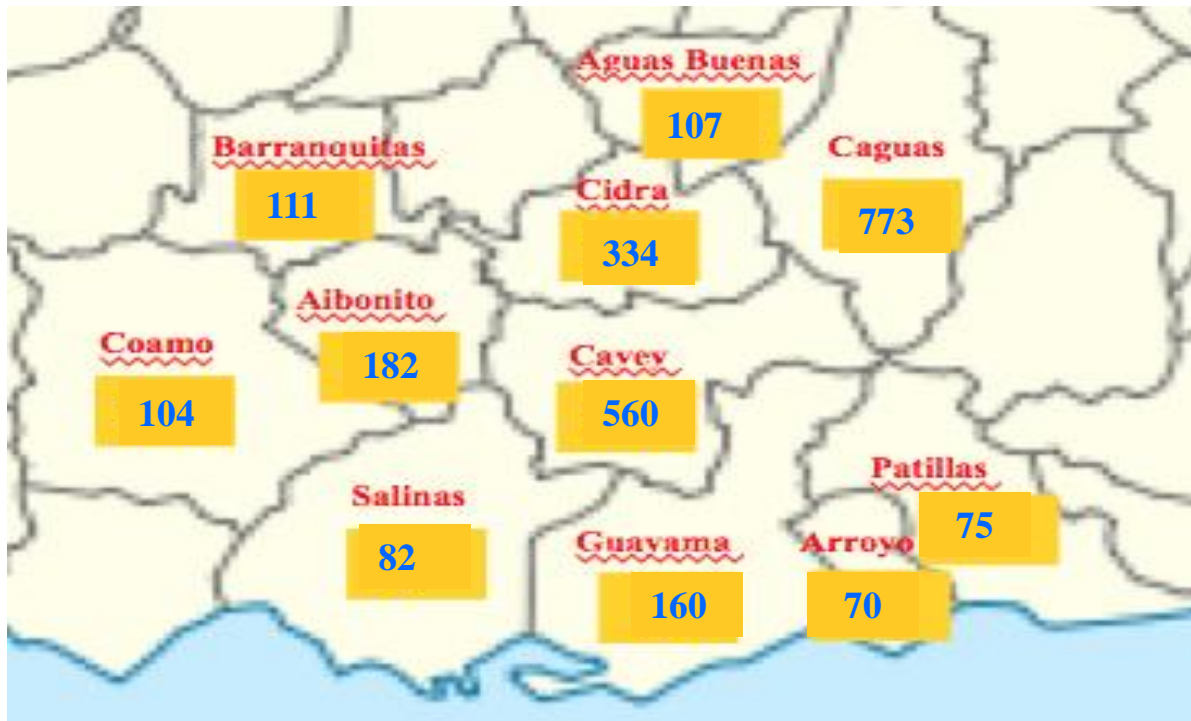 Aguas Buenas
107
Barranquitas
111
Caguas
773
Cidra
334
Aibonito
182
Coamo
104
Cayey
560
Salinas
82
Patillas
75
Guayama
160
Arroyo
70